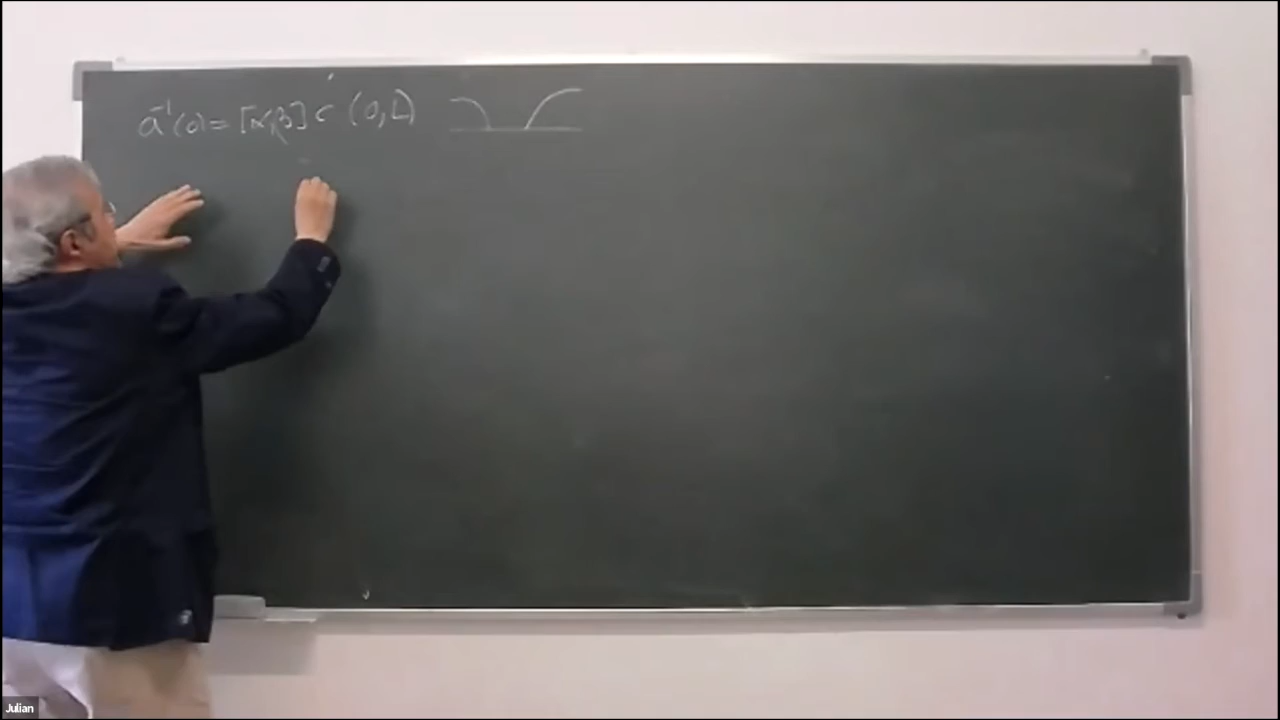 a⁻¹(0) = [α,β] ⊂ (0,L)
Julian